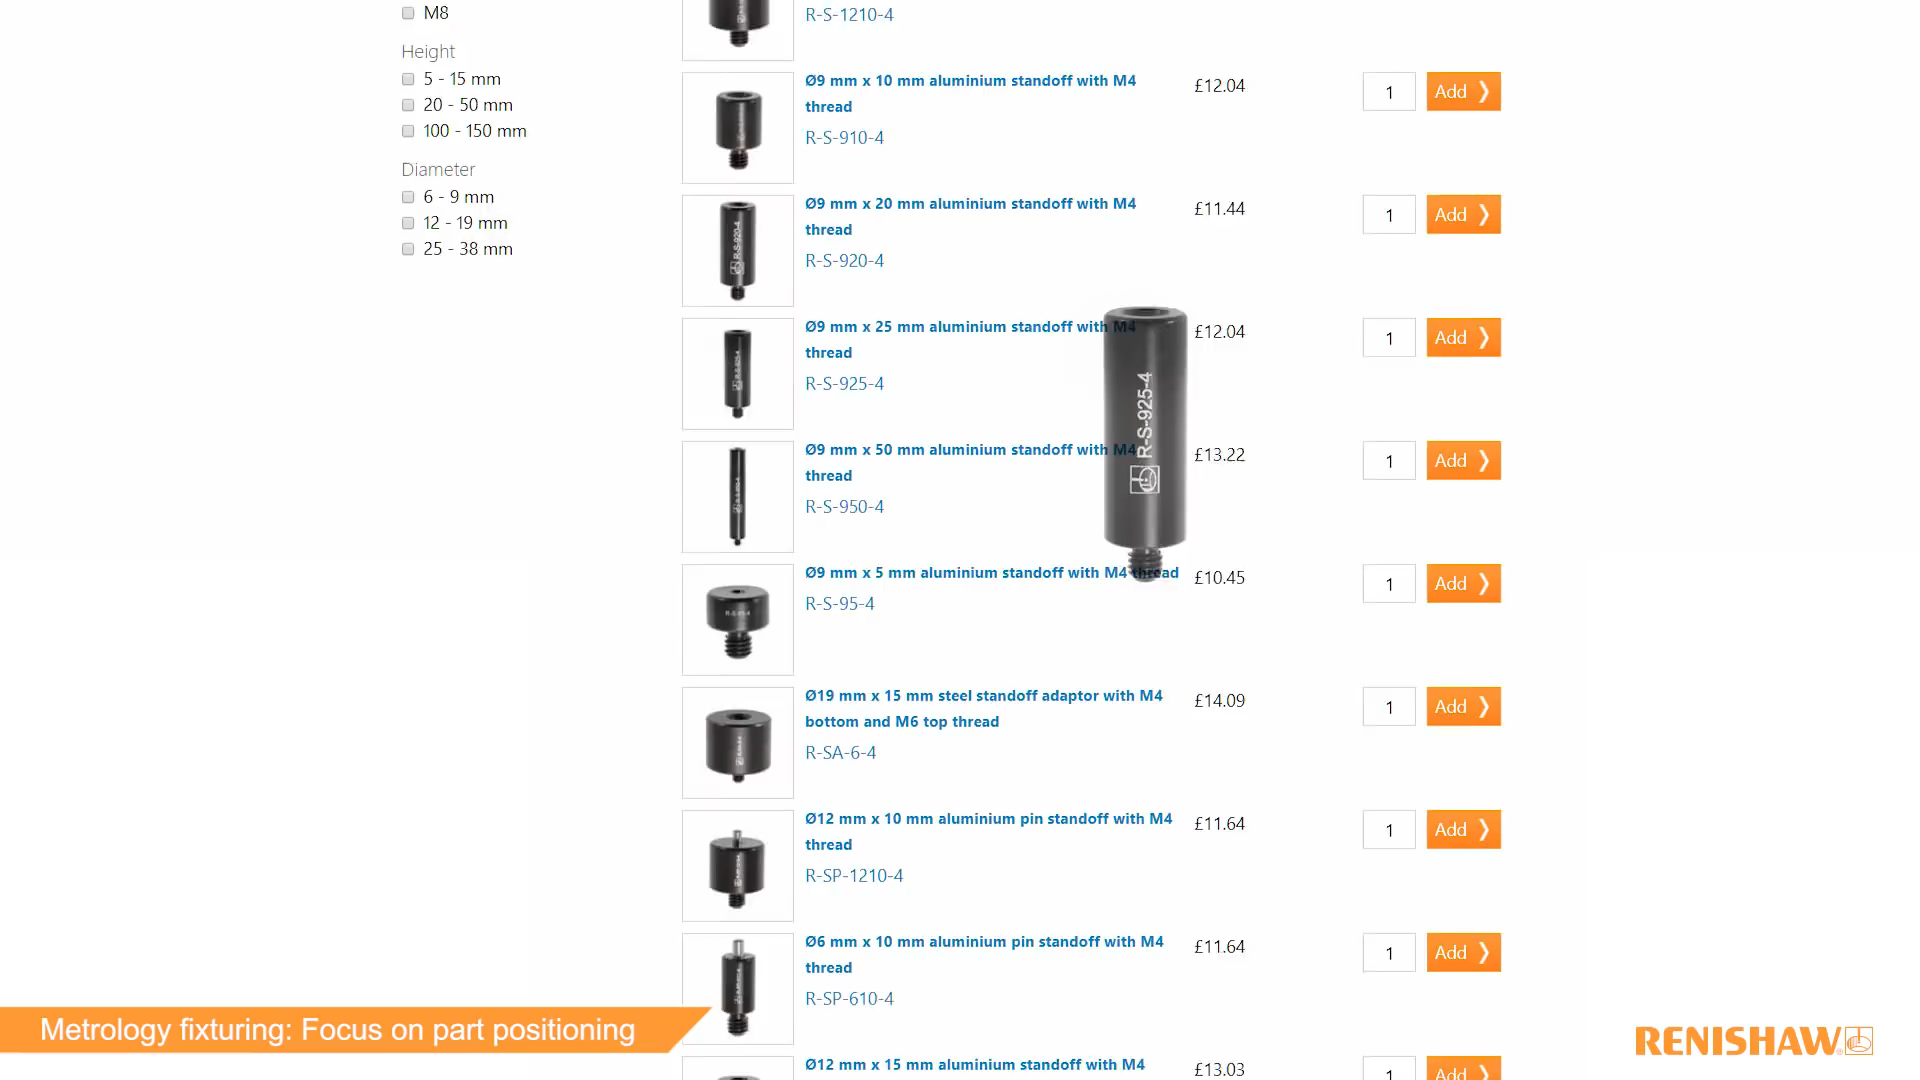 M8
Height
5 - 15 mm
20 - 50 mm
100 - 150 mm
Diameter
6 - 9 mm
12 - 19 mm
25 - 38 mm
R-S-1210-4
Ø9 mm x 10 mm aluminium standoff with M4
thread
£12.04
1
Add
R-S-910-4
Ø9 mm x 20 mm aluminium standoff with M4
thread
£11.44
1
Add
R-S-920-4
R-S-920-4
Ø9 mm x 25 mm aluminium standoff with M4
thread
£12.04
1
Add
R-S-925-4
R-S-925-4
R-S-925-4
Ø9 mm x 50 mm aluminium standoff with M4
thread
£13.22
1
Add
R-S-950-4
Ø9 mm x 5 mm aluminium standoff with M4 thread
£10.45
1
Add
R-S-95-4
R-S-95-4
Ø19 mm x 15 mm steel standoff adaptor with M4
bottom and M6 top thread
£14.09
1
Add
R-SA-6-4
Ø12 mm x 10 mm aluminium pin standoff with M4
thread
£11.64
1
Add
R-SP-1210-4
Ø6 mm x 10 mm aluminium pin standoff with M4
thread
£11.64
1
Add
R-SP-610-4
Ø12 mm x 15 mm aluminium standoff with M4
£13.03
1
Add
Metrology fixturing: Focus on part positioning
RENISHAW